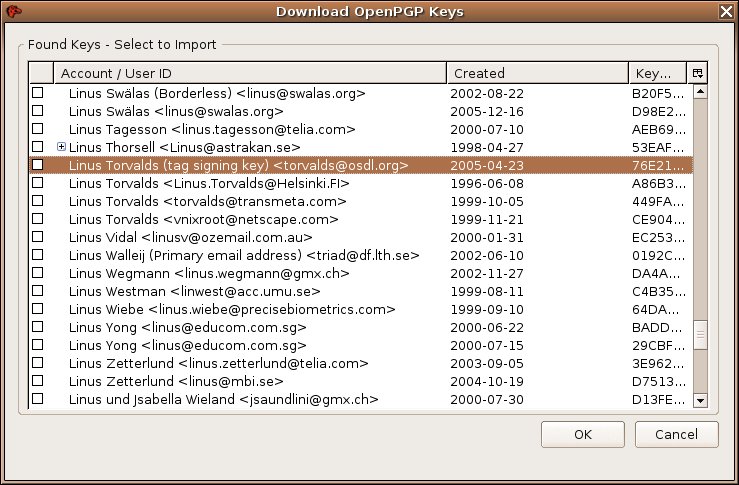 Download OpenPGP Keys
Found Keys - Select to Import
Account / User ID Created Key...
Linus Swälas (Borderless) <linus@swalas.org> 2002-08-22 B20F5...
Linus Swälas <linus@swalas.org> 2005-12-16 D98E2...
Linus Tagesson <linus.tagesson@telia.com> 2000-07-10 AEB69...
Linus Thorsell <Linus@astrakan.se> 1998-04-27 53EAF...
Linus Torvalds (tag signing key) <torvalds@osdl.org> 2005-04-23 76E21...
Linus Torvalds <Linus.Torvalds@Helsinki.FI> 1996-06-08 A86B3...
Linus Torvalds <torvalds@transmeta.com> 1999-10-05 449FA...
Linus Torvalds <vnixroot@netscape.com> 1999-11-21 CE904...
Linus Vidal <linusv@ozemail.com.au> 2000-01-31 EC253...
Linus Walleij (Primary email address) <triad@df.lth.se> 2002-06-10 0192C...
Linus Wegmann <linus.wegmann@gmx.ch> 2002-11-27 DA4A...
Linus Westman <linwest@acc.umu.se> 1999-08-11 C4B35...
Linus Wiebe <linus.wiebe@precisebiometrics.com> 1999-09-10 64DA...
Linus Yong <linus@educom.com.sg> 2000-06-22 BADD...
Linus Yong <linus@educom.com.sg> 2000-07-15 29CBF...
Linus Zetterlund <linus.zetterlund@telia.com> 2003-09-05 3E962...
Linus Zetterlund <linus@mbi.se> 2004-10-19 D7513...
Linus und Jsabella Wieland <jsaundlini@gmx.ch> 2000-07-30 D13FE...
OK Cancel